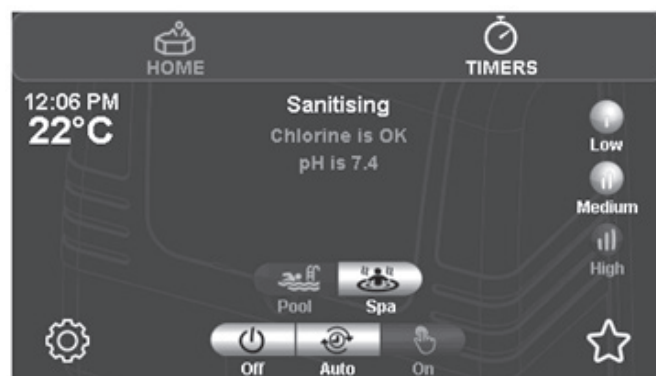 HOME
TIMERS
12:06 PM
22°C
Sanitising
Chlorine is OK
pH is 7.4
Low
Medium
High
Pool Spa
Off Auto On